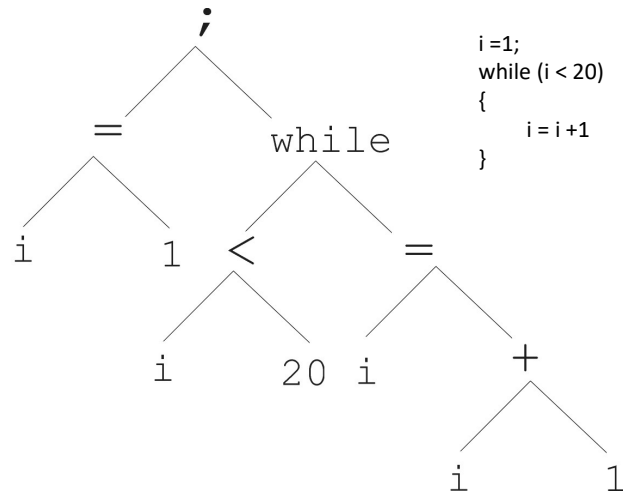 ;
i =1;
while (i < 20)
{
i = i +1
}
= while
i 1 < =
i 20 i +
i 1